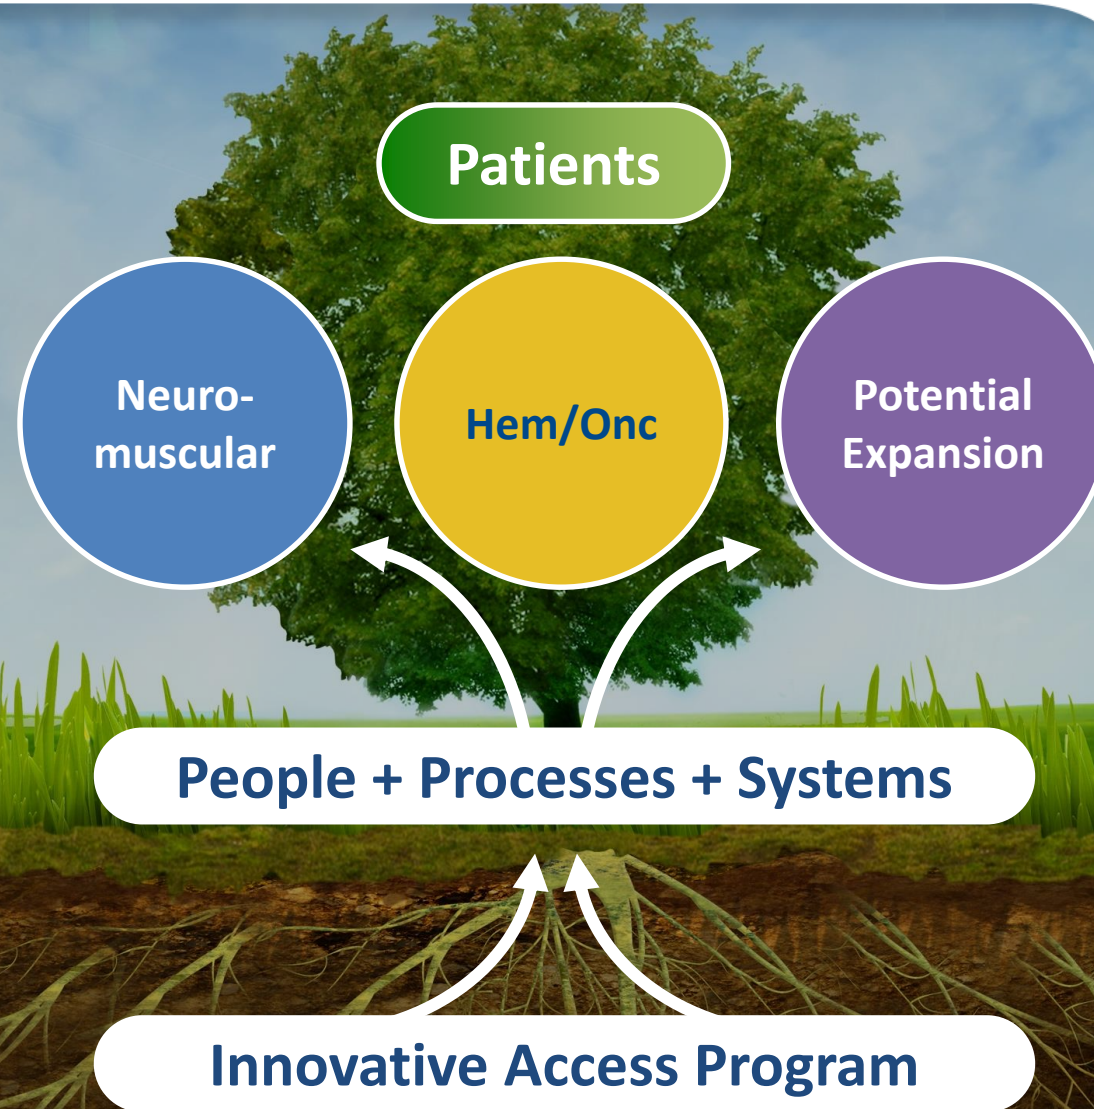 Patients
Neuro-
muscular
Hem/Onc
Potential
Expansion
People + Processes + Systems
Innovative Access Program